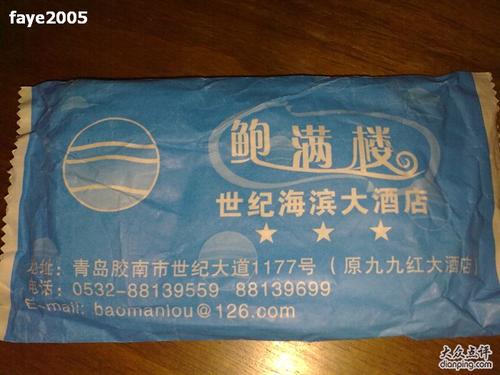 faye2005
鲍满楼
世纪海滨大酒店
★ ★ ★
地址: 青岛胶南市世纪大道1177号 (原九九红大酒店)
电话: 0532-88139559 88139699
E-mail: baomanlou@126.com
大众点评
dianping.com